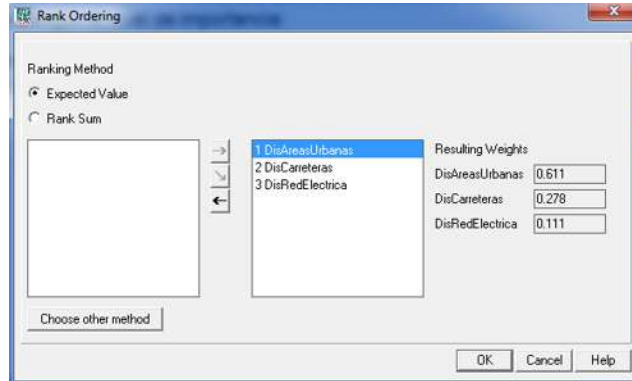 Rank Ordering
Ranking Method
Expected Value
Rank Sum
1 DisAreasUrbanas
2 DisCarreteras
3 DisRedElectrica
Resulting Weights
DisAreasUrbanas 0.611
DisCarreteras 0.278
DisRedElectrica 0.111
Choose other method
OK Cancel Help